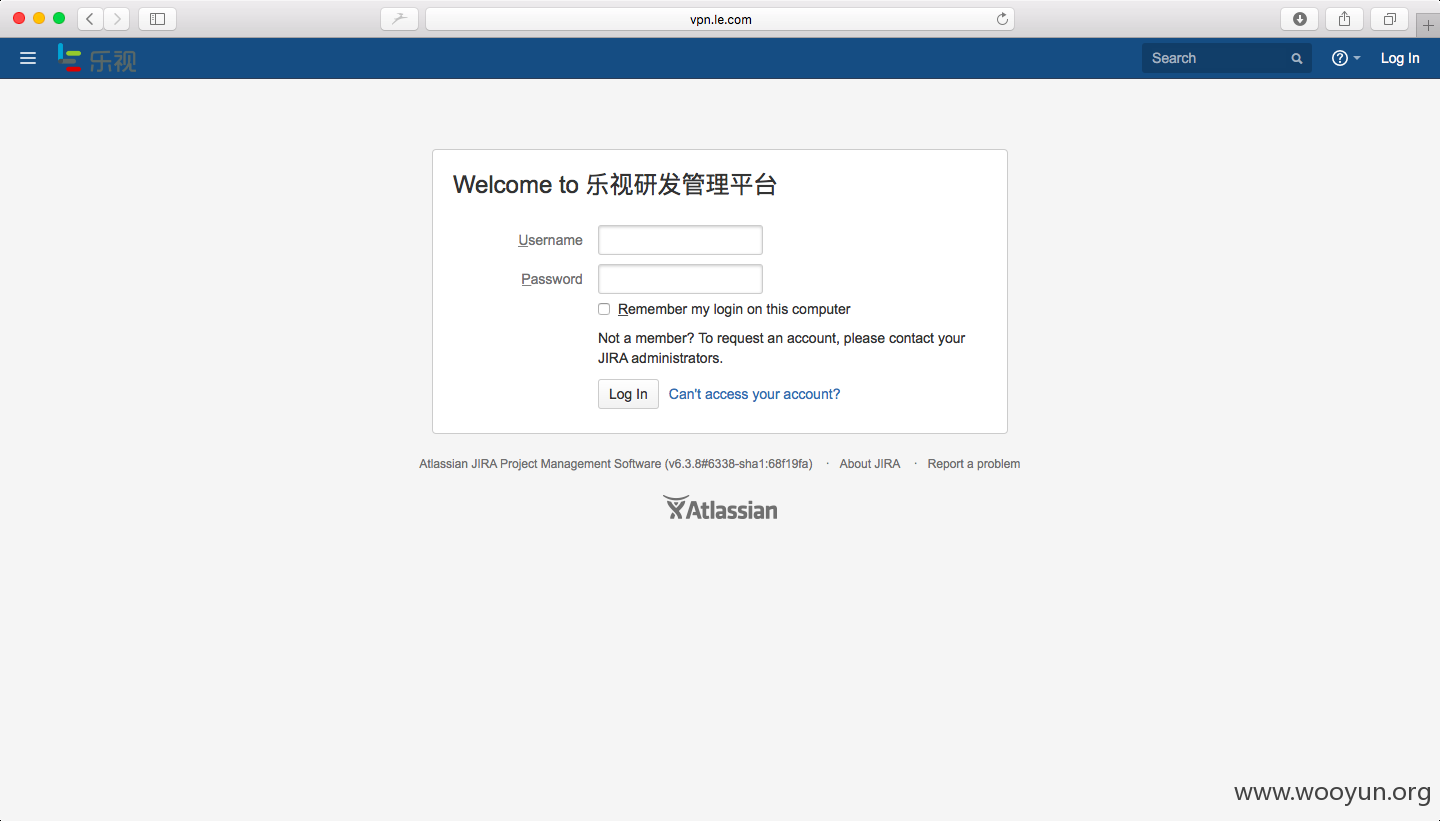 vpn.le.com
乐视
Search
Log In
Welcome to 乐视研发管理平台
Username
Password
Remember my login on this computer
Not a member? To request an account, please contact your
JIRA administrators.
Log In
Can't access your account?
Atlassian JIRA Project Management Software (v6.3.8#6338-sha1:68f19fa) · About JIRA · Report a problem
Atlassian
www.wooyun.org